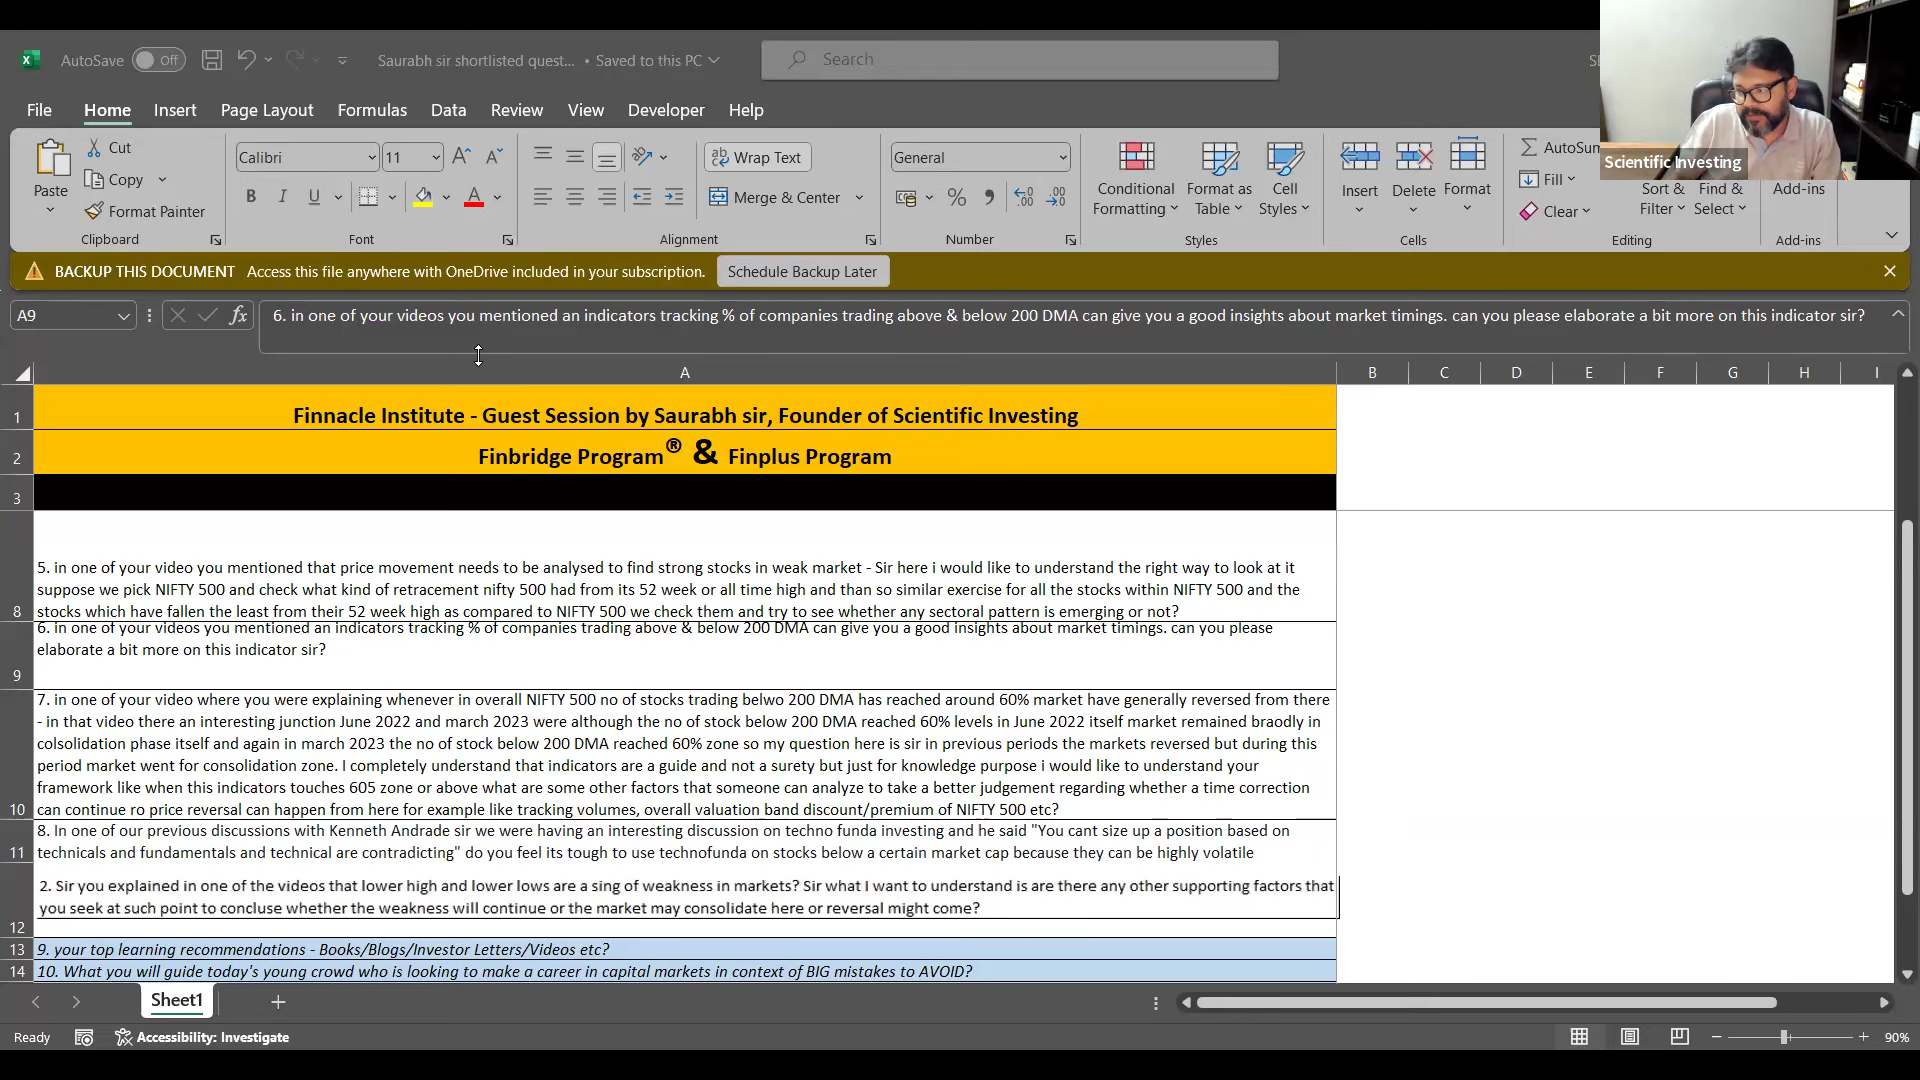 AutoSave Off Saurabh sir shortlisted quest... • Saved to this PC Search
File Home Insert Page Layout Formulas Data Review View Developer Help
Paste Cut Copy Format Painter Clipboard
Calibri 11 B I U A Font
ab Wrap Text Merge & Center Alignment
General % Number
Conditional Formatting Format as Table Cell Styles Styles
Insert Delete Format Cells
Fill Clear Sort & Filter Find & Select Editing
Add-ins Add-ins
Scientific Investing
BACKUP THIS DOCUMENT Access this file anywhere with OneDrive included in your subscription. Schedule Backup Later
A9 fx 6. in one of your videos you mentioned an indicators tracking % of companies trading above & below 200 DMA can give you a good insights about market timings. can you please elaborate a bit more on this indicator sir?
A B C D E F G H I
1 Finnacle Institute - Guest Session by Saurabh sir, Founder of Scientific Investing
2 Finbridge Program® & Finplus Program
3
5. in one of your video you mentioned that price movement needs to be analysed to find strong stocks in weak market - Sir here i would like to understand the right way to look at it
suppose we pick NIFTY 500 and check what kind of retracement nifty 500 had from its 52 week or all time high and than so similar exercise for all the stocks within NIFTY 500 and the
8 stocks which have fallen the least from their 52 week high as compared to NIFTY 500 we check them and try to see whether any sectoral pattern is emerging or not?
6. in one of your videos you mentioned an indicators tracking % of companies trading above & below 200 DMA can give you a good insights about market timings. can you please
elaborate a bit more on this indicator sir?
9
7. in one of your video where you were explaining whenever in overall NIFTY 500 no of stocks trading belwo 200 DMA has reached around 60% market have generally reversed from there
- in that video there an interesting junction June 2022 and march 2023 were although the no of stock below 200 DMA reached 60% levels in June 2022 itself market remained braodly in
colsolidation phase itself and again in march 2023 the no of stock below 200 DMA reached 60% zone so my question here is sir in previous periods the markets reversed but during this
period market went for consolidation zone. I completely understand that indicators are a guide and not a surety but just for knowledge purpose i would like to understand your
framework like when this indicators touches 605 zone or above what are some other factors that someone can analyze to take a better judgement regarding whether a time correction
10 can continue ro price reversal can happen from here for example like tracking volumes, overall valuation band discount/premium of NIFTY 500 etc?
8. In one of our previous discussions with Kenneth Andrade sir we were having an interesting discussion on techno funda investing and he said "You cant size up a position based on
11 technicals and fundamentals and technical are contradicting" do you feel its tough to use technofunda on stocks below a certain market cap because they can be highly volatile
2. Sir you explained in one of the videos that lower high and lower lows are a sing of weakness in markets? Sir what I want to understand is are there any other supporting factors that
you seek at such point to concluse whether the weakness will continue or the market may consolidate here or reversal might come?
12
13 9. your top learning recommendations - Books/Blogs/Investor Letters/Videos etc?
14 10. What you will guide today's young crowd who is looking to make a career in capital markets in context of BIG mistakes to AVOID?
Sheet1
Ready Accessibility: Investigate 90%